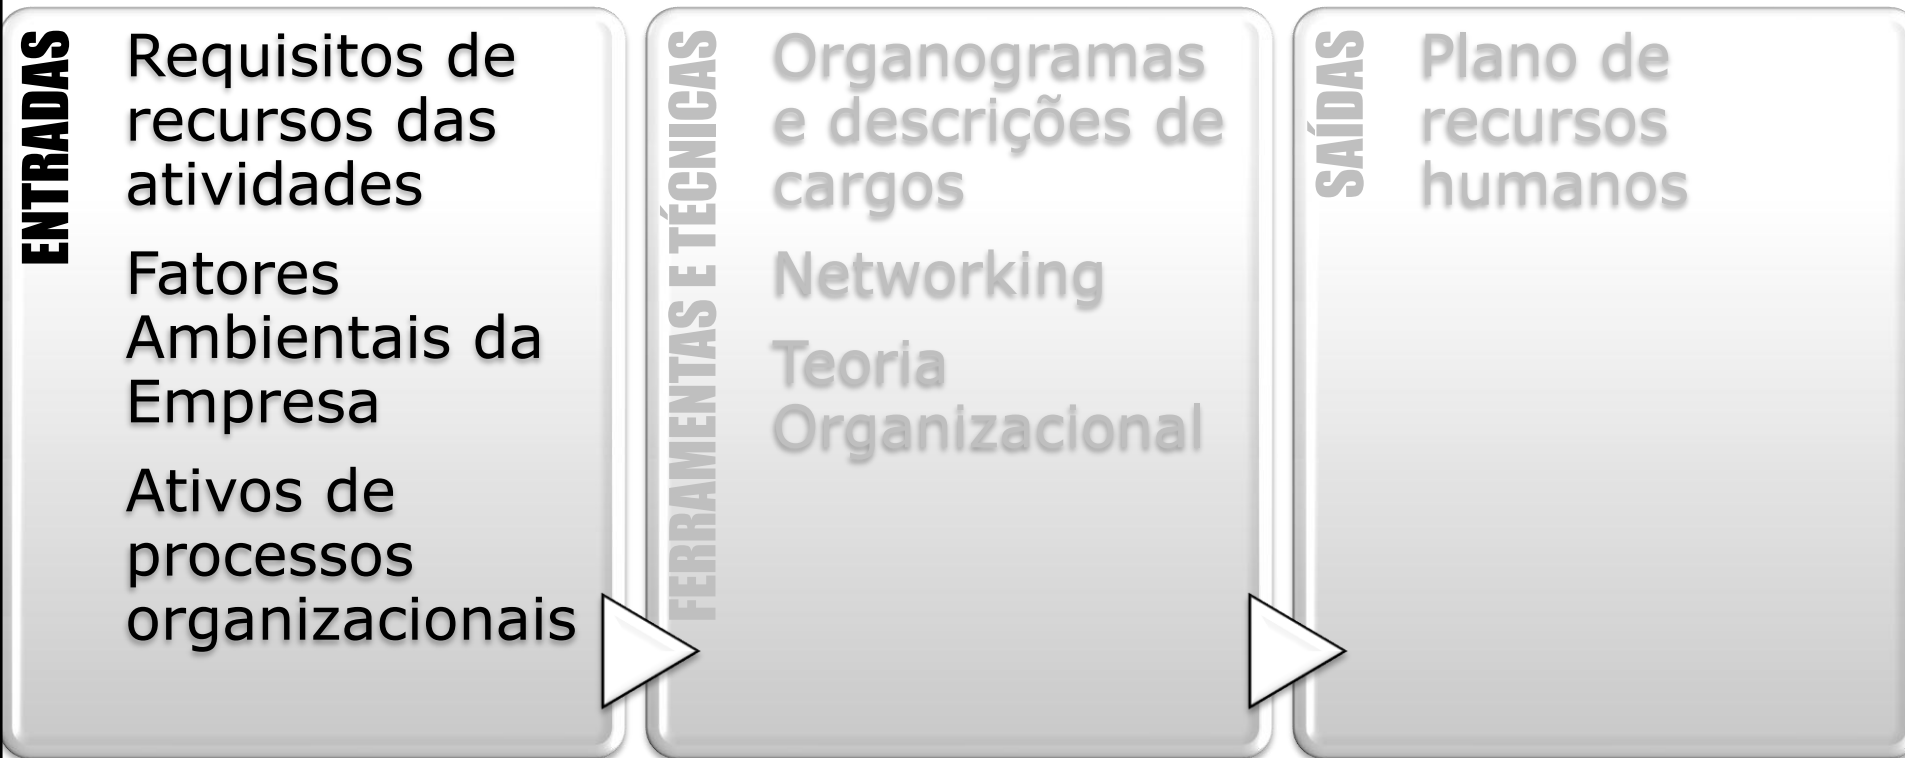 ENTRADAS
Requisitos de
recursos das
atividades
Fatores
Ambientais da
Empresa
Ativos de
processos
organizacionais
FERRAMENTAS E TÉCNICAS
Organogramas
e descrições de
cargos
Networking
Teoria
Organizacional
SAÍDAS
Plano de
recursos
humanos